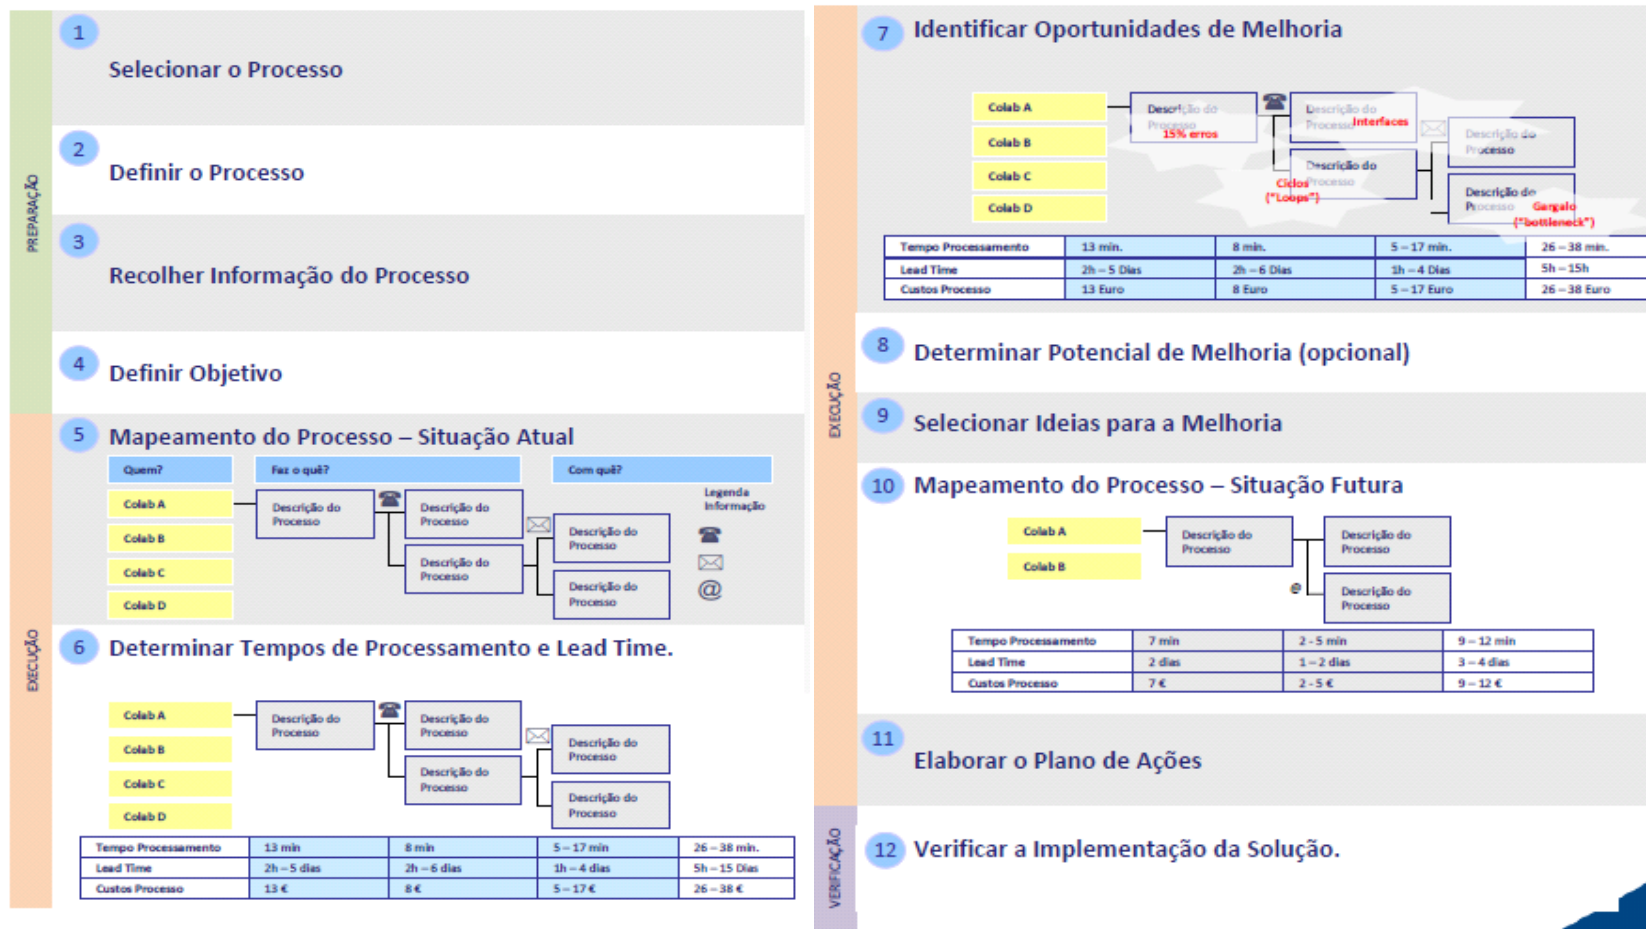 PREPARAÇÃO
1
Selecionar o Processo
2
Definir o Processo
3
Recolher Informação do Processo
4
Definir Objetivo
EXECUÇÃO
5
Mapeamento do Processo – Situação Atual
Quem? Faz o quê? Com quê?
Legenda
Informação
Colab A
Colab B
Colab C
Colab D
Descrição do
Processo
Descrição do
Processo
Descrição do
Processo
Descrição do
Processo
Descrição do
Processo
@
6
Determinar Tempos de Processamento e Lead Time.
Colab A
Colab B
Colab C
Colab D
Descrição do
Processo
Descrição do
Processo
Descrição do
Processo
Descrição do
Processo
Descrição do
Processo
Tempo Processamento 13 min 8 min 5 – 17 min 26 – 38 min.
Lead Time 2h – 5 dias 2h – 6 dias 1h – 4 dias 5h – 15 Dias
Custos Processo 13 € 8 € 5 – 17 € 26 – 38 €
EXECUÇÃO
7
Identificar Oportunidades de Melhoria
Colab A
Colab B
Colab C
Colab D
Descrição do
Processo
15% erros
Descrição do
Processo
Interfaces
Descrição do
Processo
Ciclos
("Loops")
Descrição do
Processo
Descrição do
Processo
Gargalo
("bottleneck")
Tempo Processamento 13 min. 8 min. 5 – 17 min. 26 – 38 min.
Lead Time 2h – 5 Dias 2h – 6 Dias 1h – 4 Dias 5h – 15h
Custos Processo 13 Euro 8 Euro 5 – 17 Euro 26 – 38 Euro
8
Determinar Potencial de Melhoria (opcional)
9
Selecionar Ideias para a Melhoria
10
Mapeamento do Processo – Situação Futura
Colab A
Colab B
Descrição do
Processo
Descrição do
Processo
@
Descrição do
Processo
Tempo Processamento 7 min 2 - 5 min 9 – 12 min
Lead Time 2 dias 1 – 2 dias 3 – 4 dias
Custos Processo 7 € 2 - 5 € 9 – 12 €
11
Elaborar o Plano de Ações
VERIFICAÇÃO
12
Verificar a Implementação da Solução.